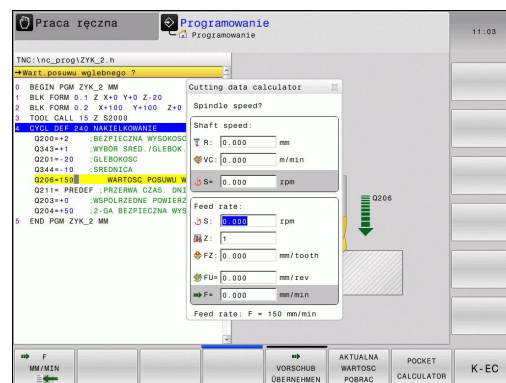 Praca ręczna
Programowanie
Programowanie
11:03
TNC:\nc_prog\ZYK_2.h
→Wart.posuwu wglebnego ?
0 BEGIN PGM ZYK_2 MM
1 BLK FORM 0.1 Z X+0 Y+0 Z-20
2 BLK FORM 0.2 X+100 Y+100 Z+0
3 TOOL CALL 15 Z S2000
4 CYCL DEF 240 NAKIELKOWANIE
Q200=+2 ;BEZPIECZNA WYSOKOSC
Q343=+1 ;WYBOR SRED./GLEBOK.
Q201=-20 ;GLEBOKOSC
Q344=-10 ;SREDNICA
Q206=150 WARTOSC POSUWU W
Q211= PREDEF ;PRZERWA CZAS. DNI
Q203=+0 ;WSPOLRZEDNE POWIERZ
Q204=+50 ;2-GA BEZPIECZNA WYS
5 END PGM ZYK_2 MM
Cutting data calculator
Spindle speed?
Shaft speed:
R: 0.000 mm
VC: 0.000 m/min
S= 0.000 rpm
Feed rate:
S: 0.000 rpm
Z: 1
FZ: 0.000 mm/tooth
FU= 0.000 mm/rev
F= 0.000 mm/min
Feed rate: F = 150 mm/min
Q206
F
MM/MIN
VORSCHUB
ÜBERNEHMEN
AKTUALNA
WARTOSC
POBRAC
POCKET
CALCULATOR
K-EC